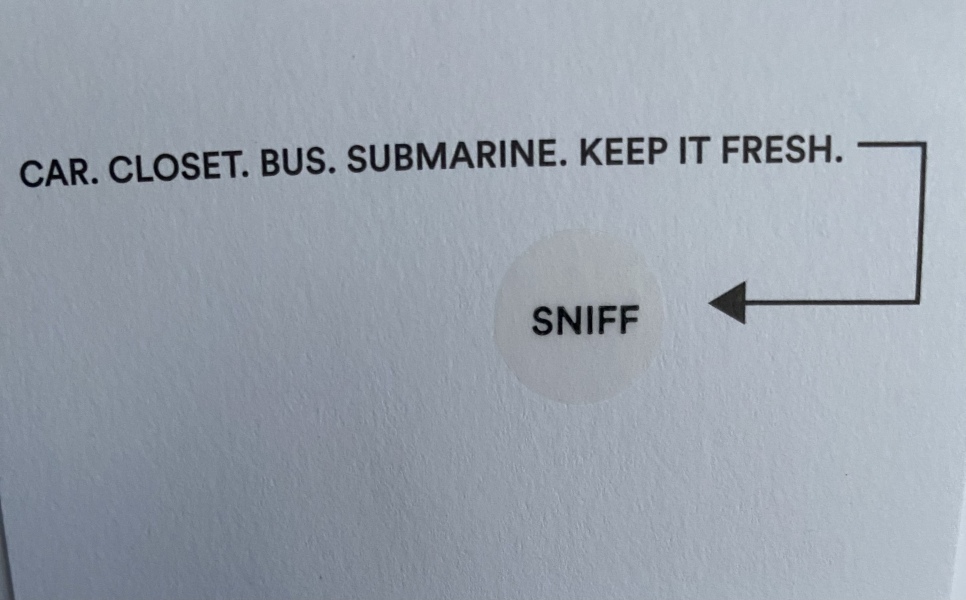 CAR. CLOSET. BUS. SUBMARINE. KEEP IT FRESH.
SNIFF